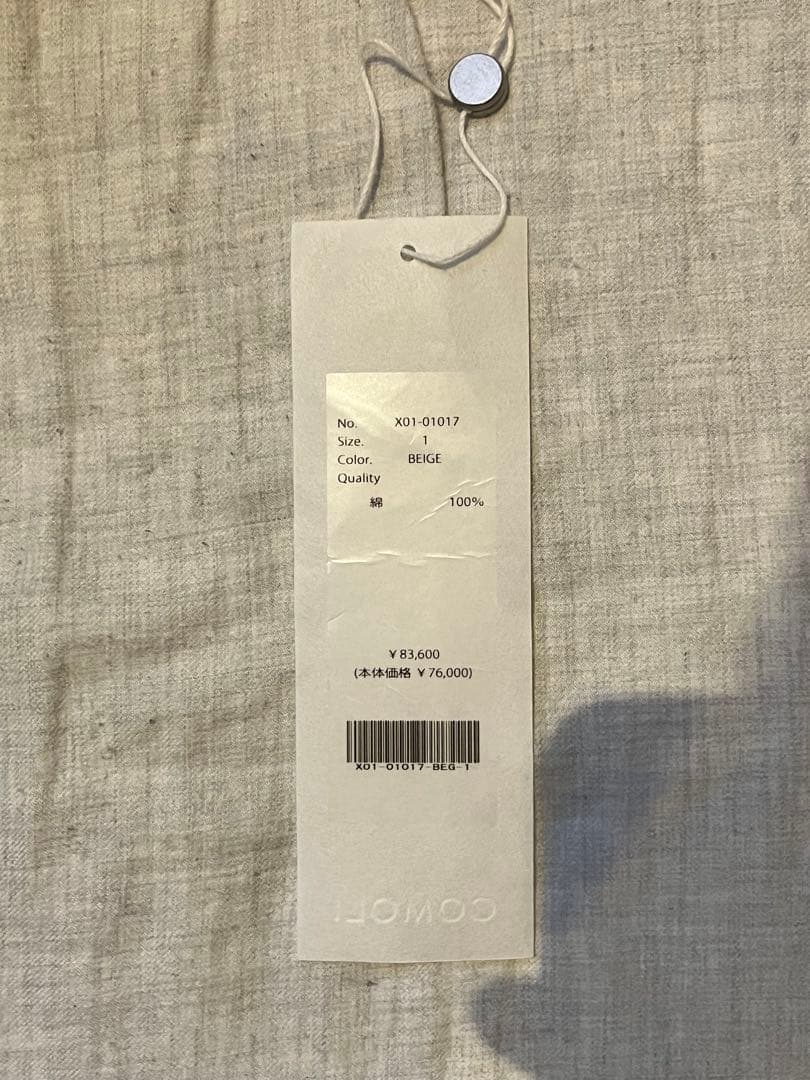 No. X01-01017
Size. 1
Color. BEIGE
Quality
綿 100%
￥83,600
(本体価格 ￥76,000)
X01-01017-BEG-1
COMOLI